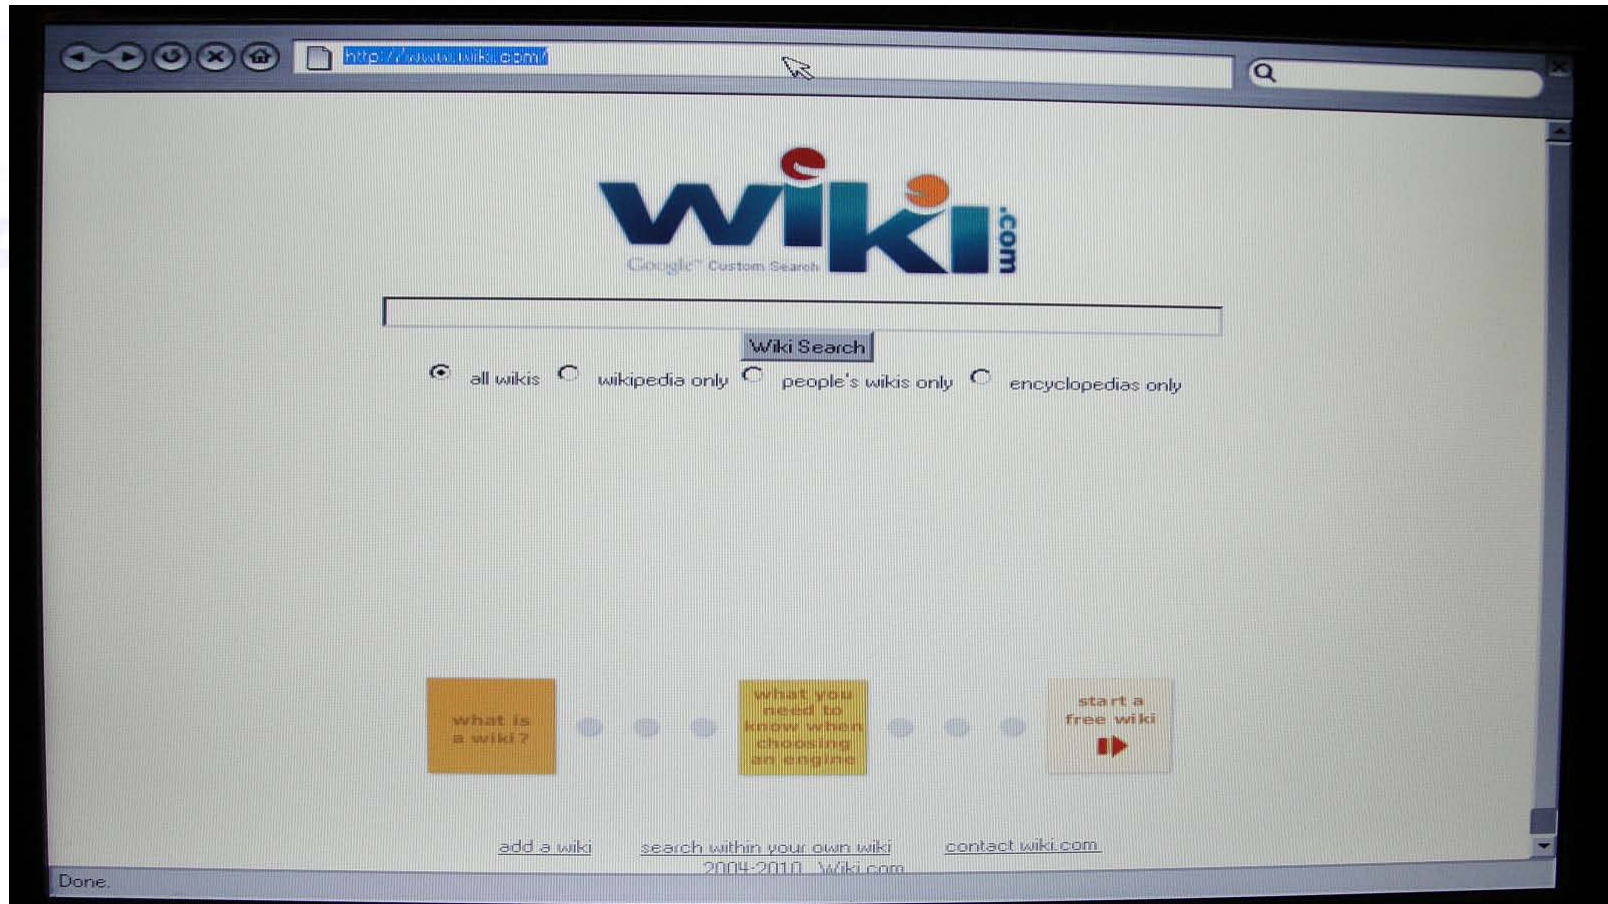 http://www.wiki.com/
wiki.com
Google™ Custom Search
Wiki Search
all wikis wikipedia only people's wikis only encyclopedias only
what is
a wiki?
what you
need to
know when
choosing
an engine
start a
free wiki
add a wiki search within your own wiki contact wiki.com
2004-2010 Wiki.com
Done.